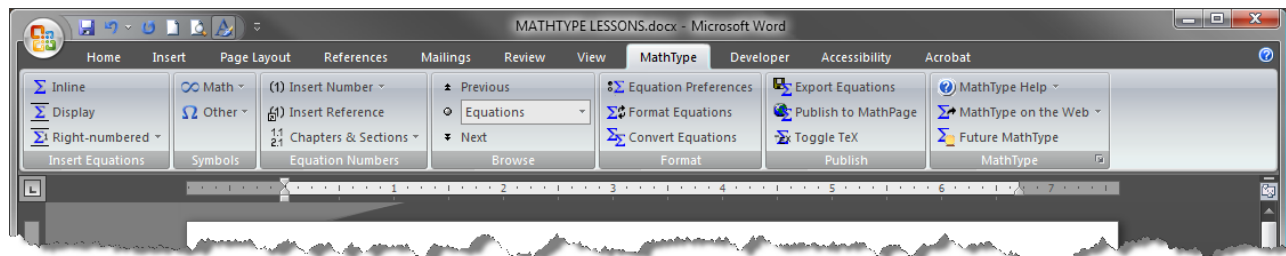 MATHTYPE LESSONS.docx - Microsoft Word
Home Insert Page Layout References Mailings Review View MathType Developer Accessibility Acrobat
Inline Math (1) Insert Number Previous Equation Preferences Export Equations MathType Help
Display Other Insert Reference Equations Format Equations Publish to MathPage MathType on the Web
Right-numbered Chapters & Sections Next Convert Equations Toggle TeX Future MathType
Insert Equations Symbols Equation Numbers Browse Format Publish MathType
1 2 3 4 5 6 7